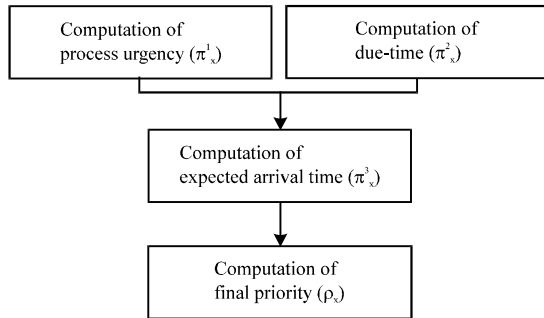 Computation of
process urgency (π¹ₓ)
Computation of
due-time (π²ₓ)
Computation of
expected arrival time (π³ₓ)
Computation of
final priority (ρₓ)